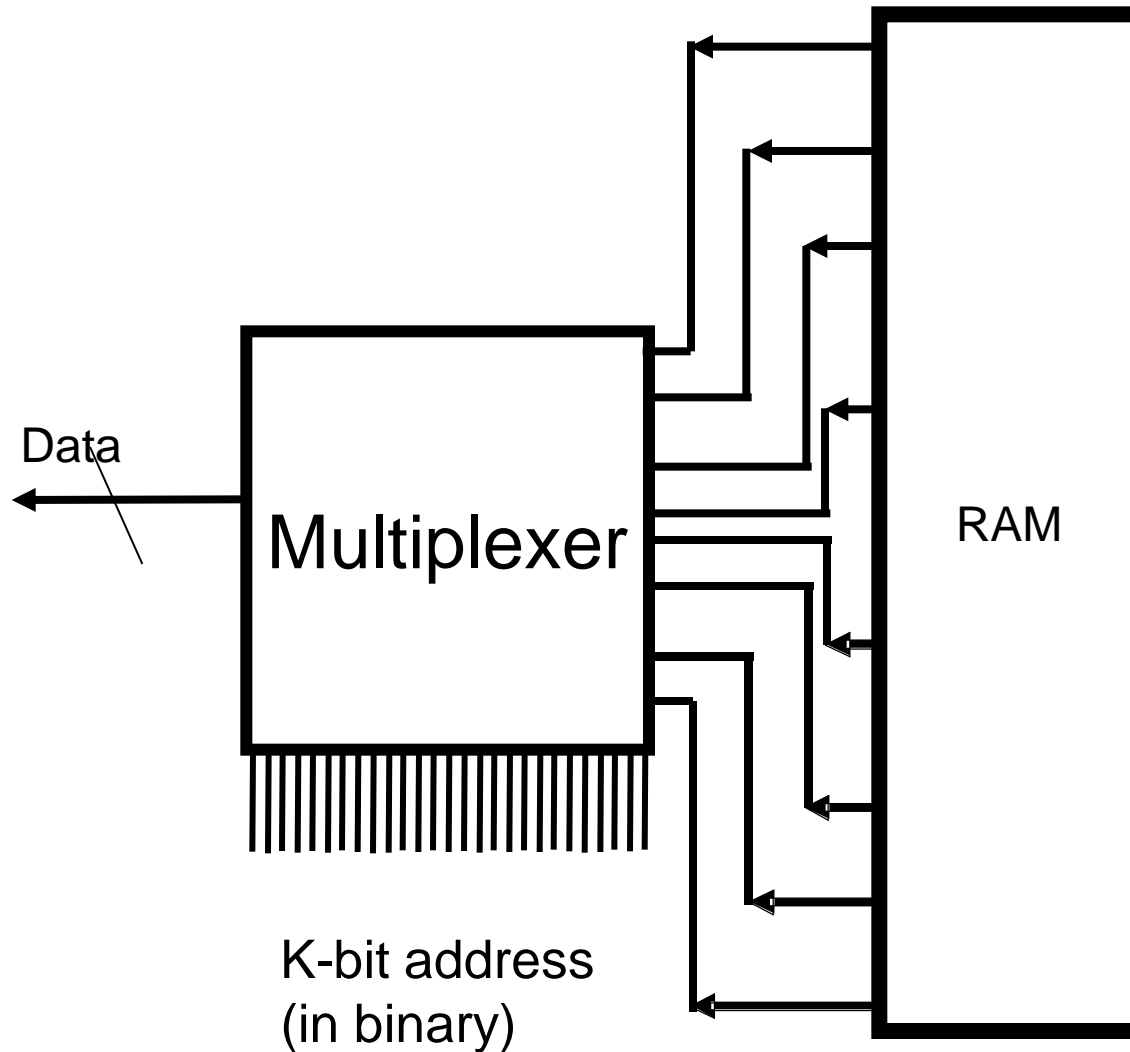 Data
Multiplexer
RAM
K-bit address
(in binary)